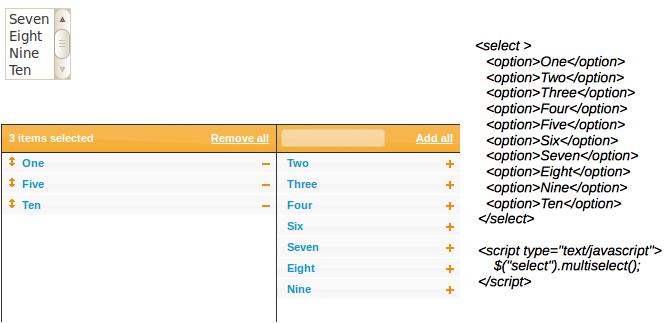 Seven
Eight
Nine
Ten
3 items selected Remove all
One
Five
Ten
Add all
Two
Three
Four
Six
Seven
Eight
Nine
<select >
<option>One</option>
<option>Two</option>
<option>Three</option>
<option>Four</option>
<option>Five</option>
<option>Six</option>
<option>Seven</option>
<option>Eight</option>
<option>Nine</option>
<option>Ten</option>
</select>
<script type="text/javascript">
$("select").multiselect();
</script>